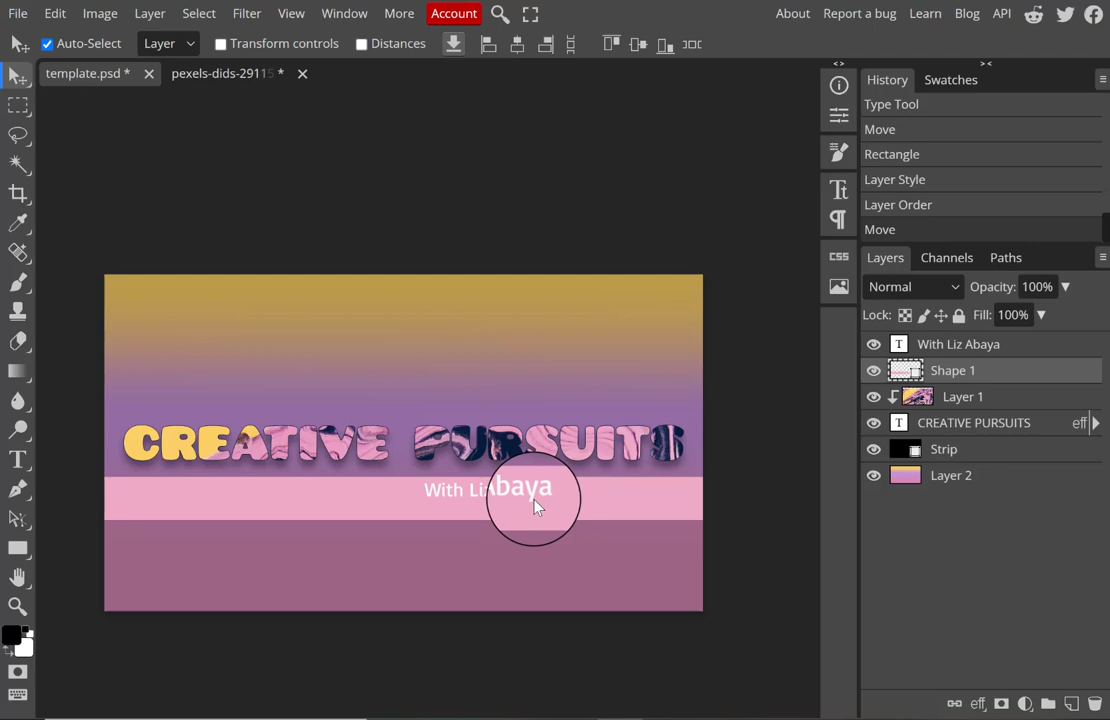 File Edit Image Layer Select Filter View Window More Account About Report a bug Learn Blog API
Auto-Select Layer Transform controls Distances
template.psd * pexels-dids-29115 *
History Swatches
Type Tool
Move
Rectangle
Layer Style
Layer Order
Move
Layers Channels Paths
Normal Opacity: 100%
Lock: Fill: 100%
T With Liz Abaya
Shape 1
Layer 1
T CREATIVE PURSUITS eff
Strip
Layer 2
CSS
CREATIVE PURSUITS
With Liz Abaya
eff